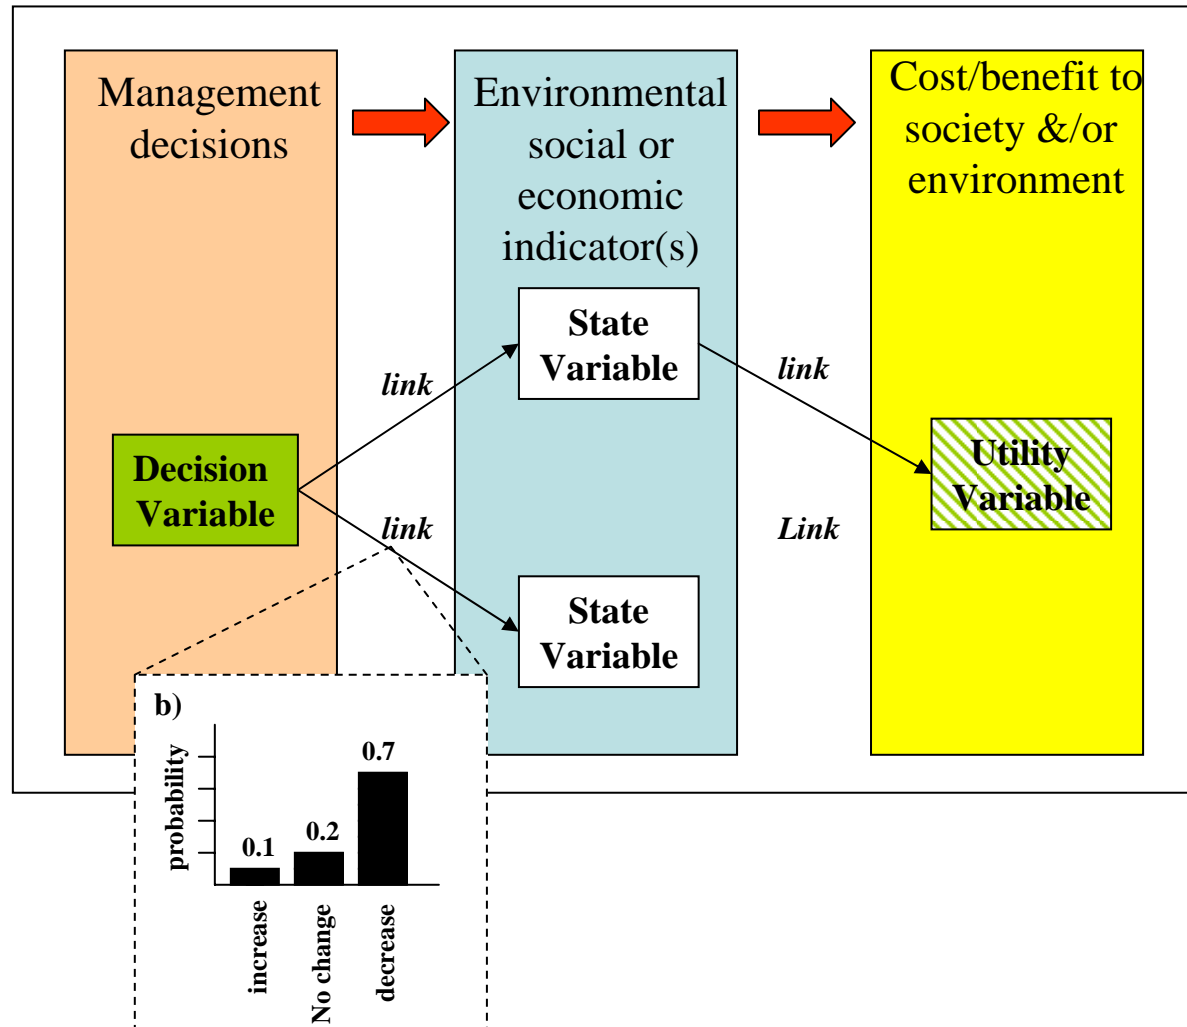 Management
decisions
Environmental
social or
economic
indicator(s)
Cost/benefit to
society &/or
environment
State
Variable
link
link
Decision
Variable
Utility
Variable
link
Link
State
Variable
b)
probability
0.1
0.2
0.7
increase
No change
decrease